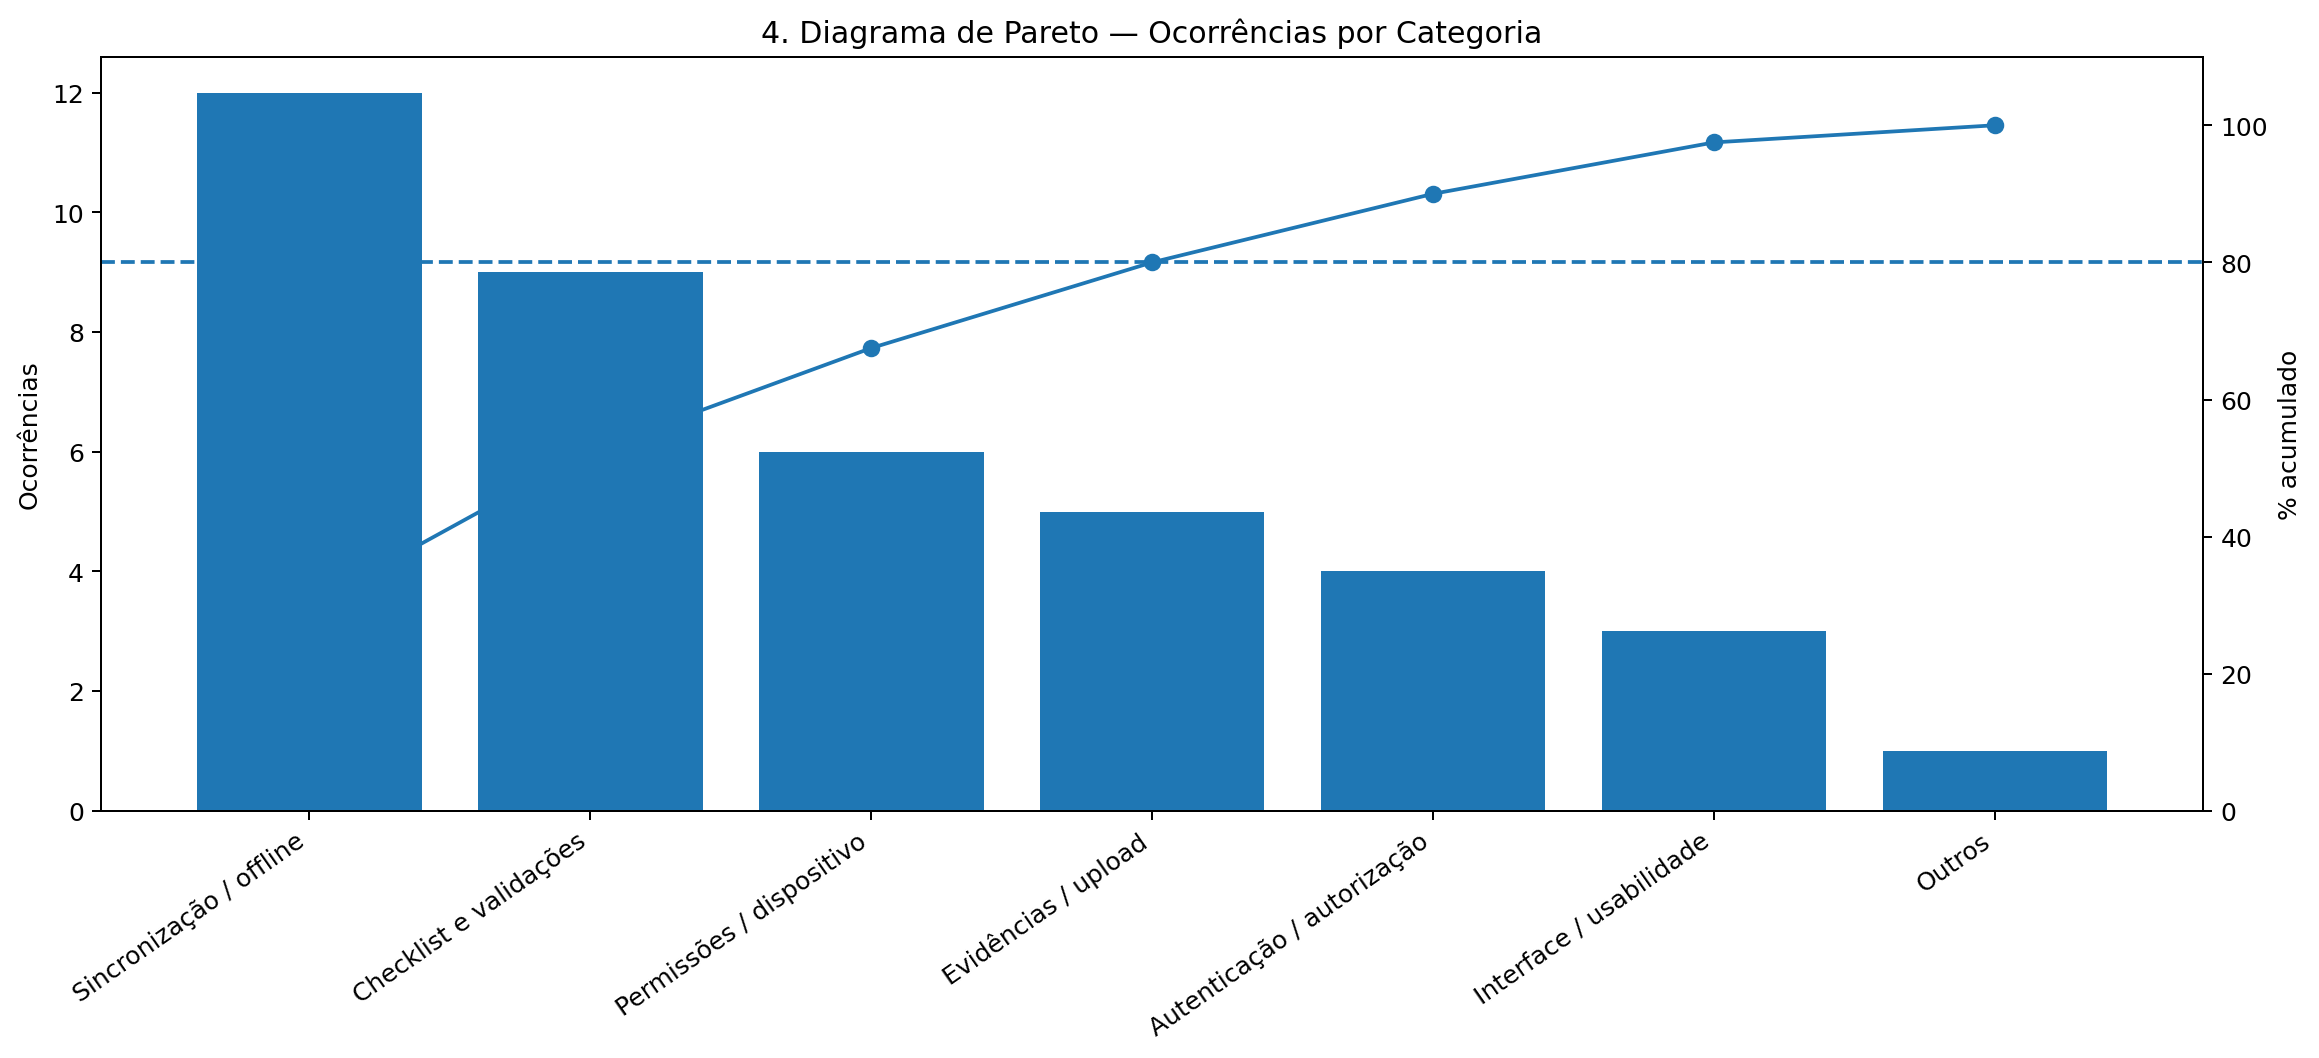 4. Diagrama de Pareto — Ocorrências por Categoria
12
10
8
6
4
2
0
Ocorrências
100
80
60
40
20
0
% acumulado
Sincronização / offline
Checklist e validações
Permissões / dispositivo
Evidências / upload
Autenticação / autorização
Interface / usabilidade
Outros